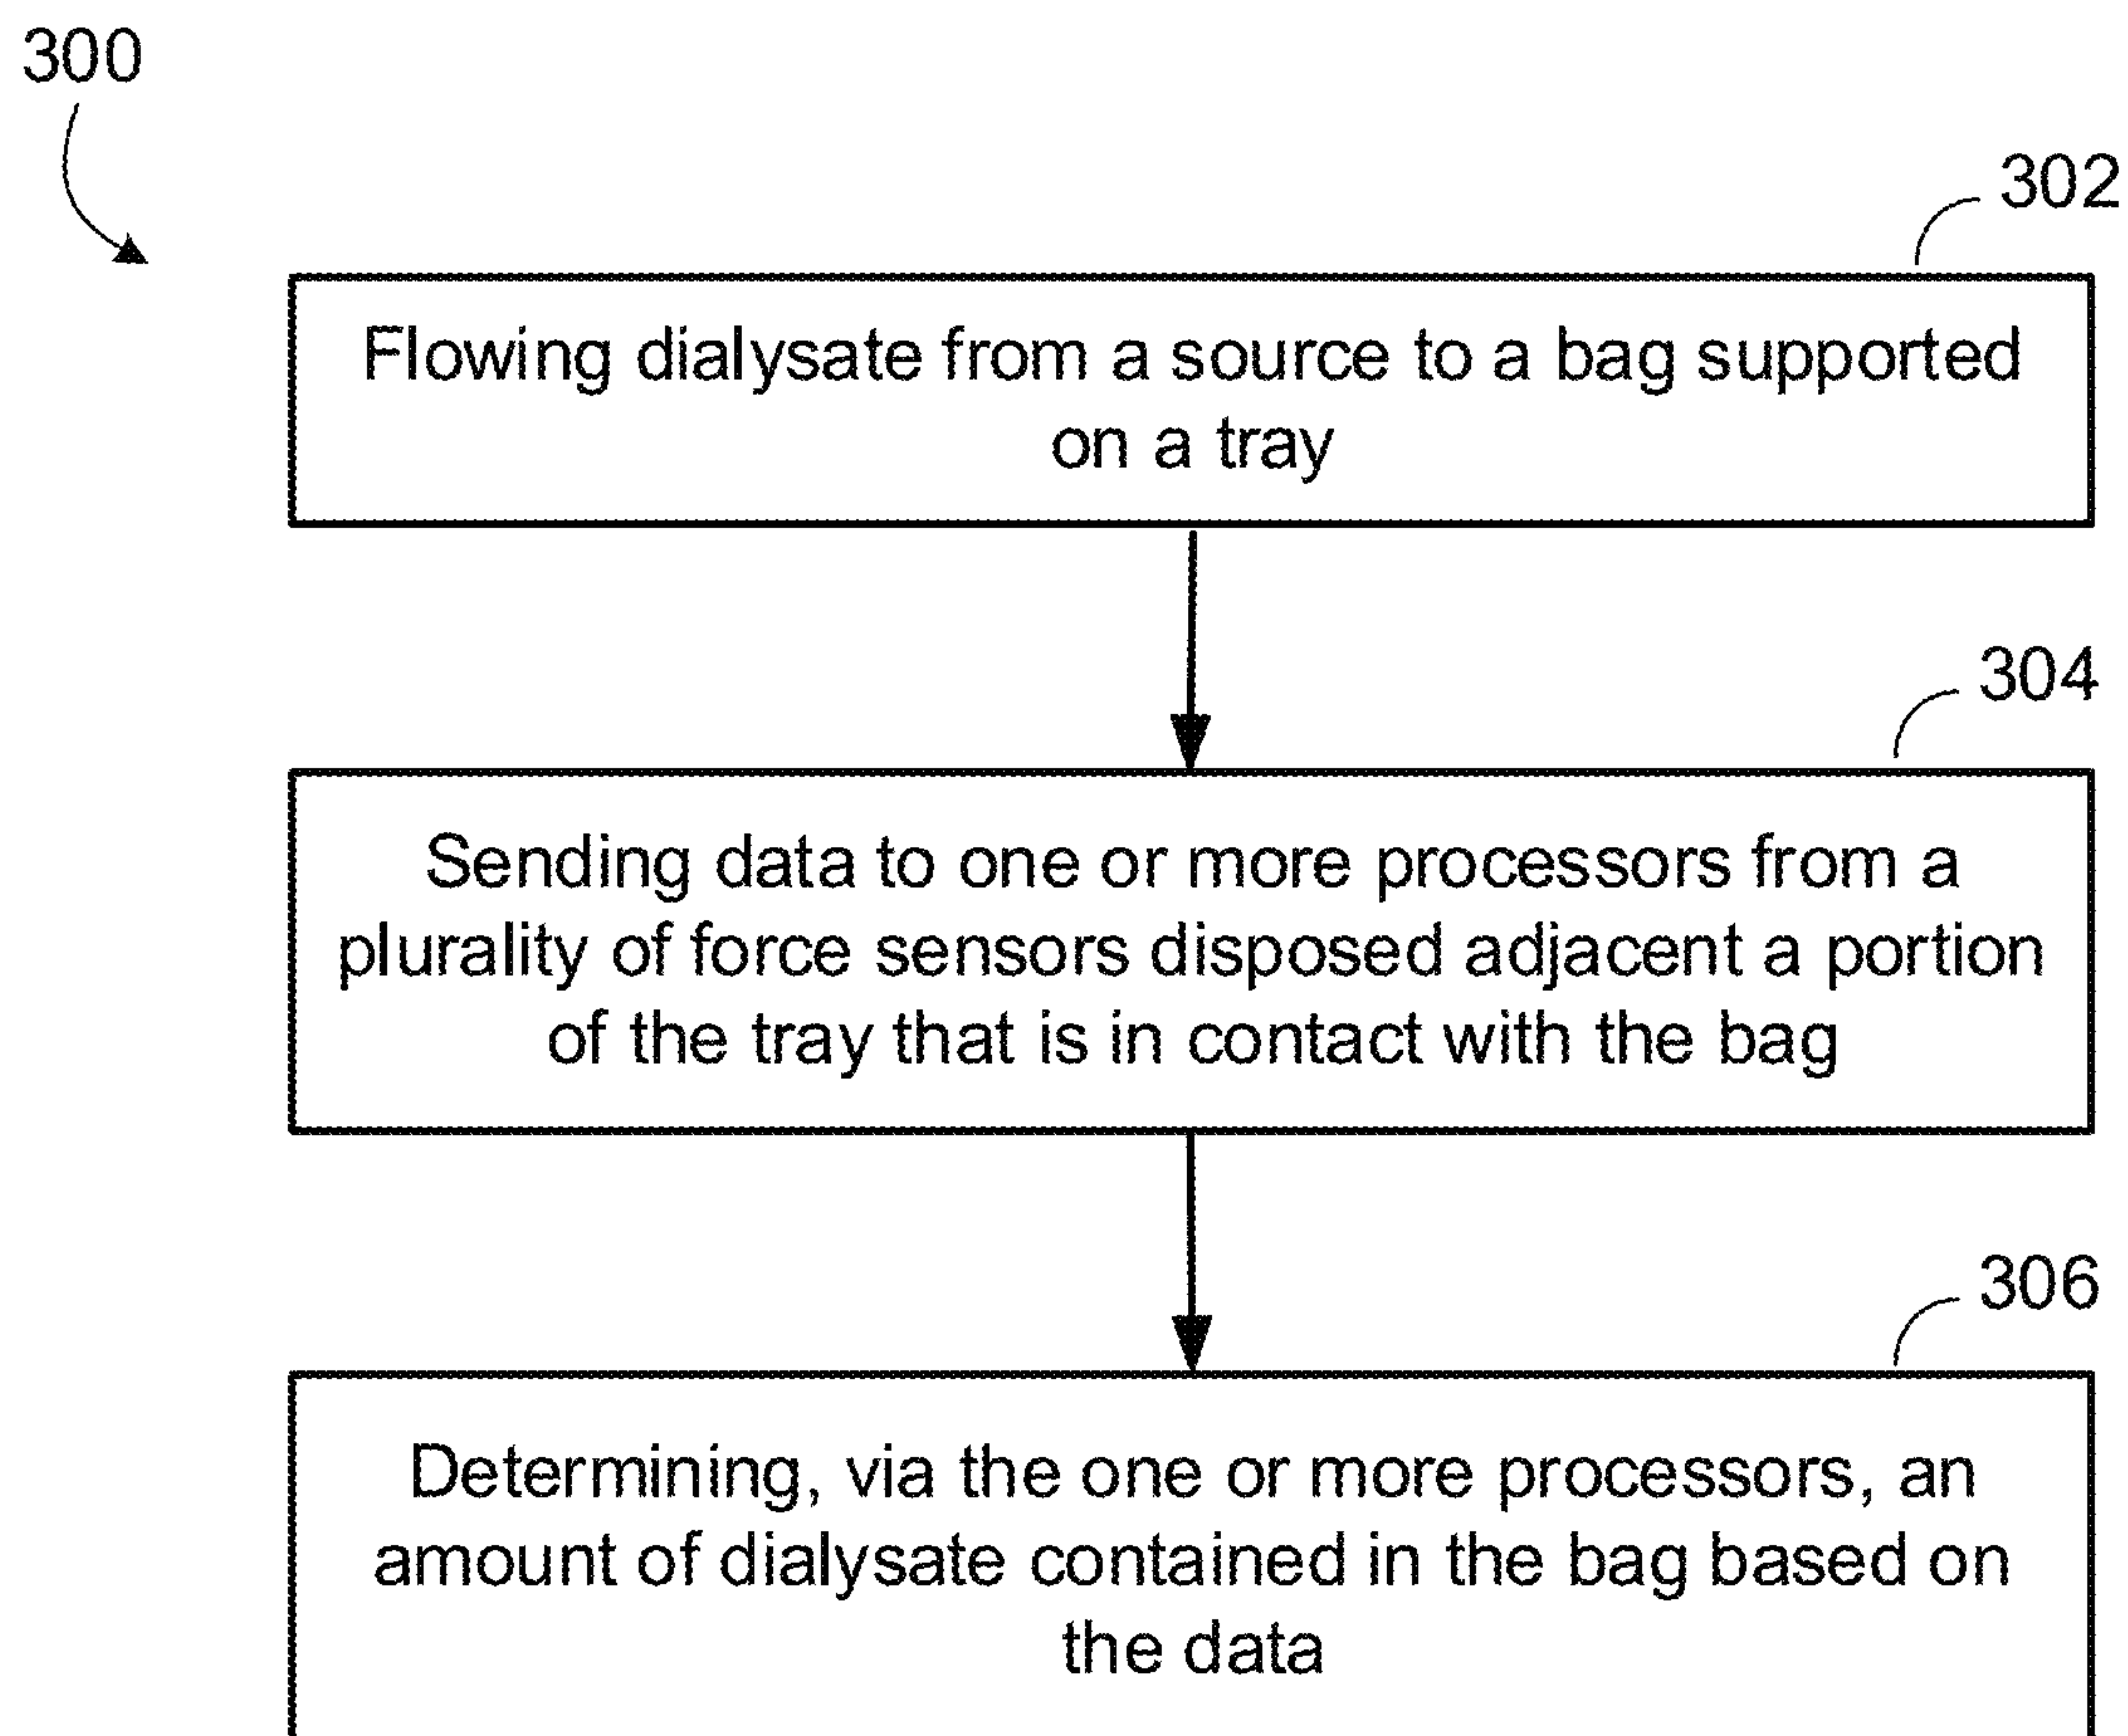 300
302
Flowing dialysate from a source to a bag supported
on a tray
304
Sending data to one or more processors from a
plurality of force sensors disposed adjacent a portion
of the tray that is in contact with the bag
306
Determining, via the one or more processors, an
amount of dialysate contained in the bag based on
the data